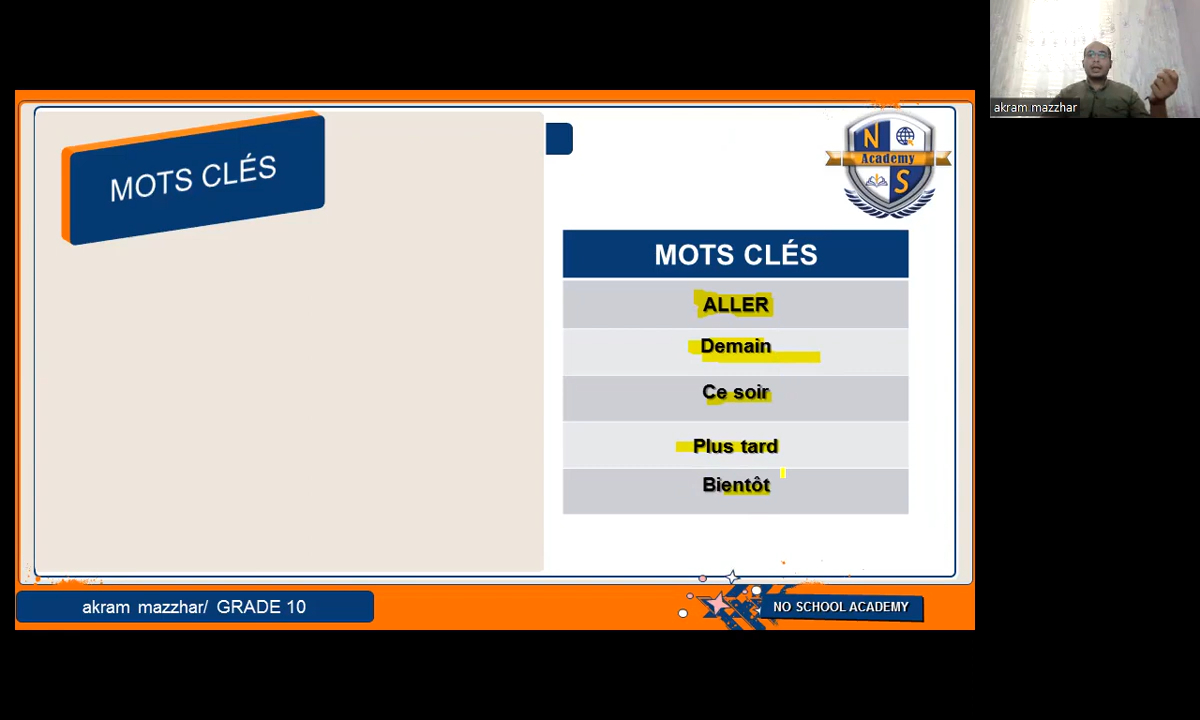 akram mazzhar
MOTS CLÉS
N
Academy
S
MOTS CLÉS
ALLER
Demain
Ce soir
Plus tard
Bientôt
akram mazzhar/ GRADE 10
NO SCHOOL ACADEMY